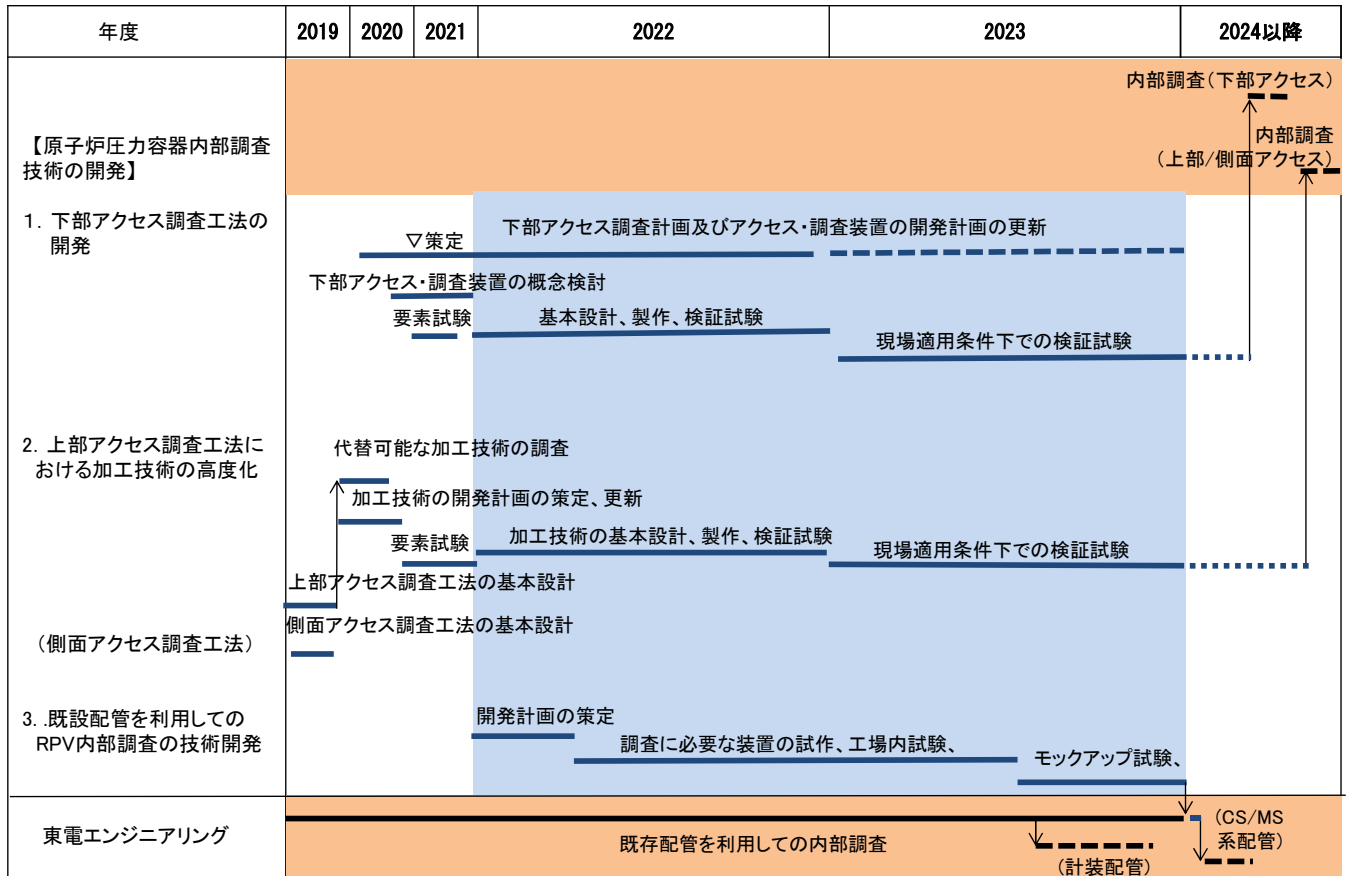 年度
2019
2020
2021
2022
2023
2024以降
内部調査(下部アクセス)
内部調査
(上部/側面アクセス)
【原子炉圧力容器内部調査
技術の開発】
1. 下部アクセス調査工法の
開発
下部アクセス調査計画及びアクセス・調査装置の開発計画の更新
▽策定
下部アクセス・調査装置の概念検討
要素試験
基本設計、製作、検証試験
現場適用条件下での検証試験
2. 上部アクセス調査工法に
おける加工技術の高度化
代替可能な加工技術の調査
加工技術の開発計画の策定、更新
要素試験
加工技術の基本設計、製作、検証試験
現場適用条件下での検証試験
上部アクセス調査工法の基本設計
(側面アクセス調査工法)
側面アクセス調査工法の基本設計
3. .既設配管を利用しての
RPV内部調査の技術開発
開発計画の策定
調査に必要な装置の試作、工場内試験、
モックアップ試験、
東電エンジニアリング
既存配管を利用しての内部調査
(計装配管)
(CS/MS
系配管)